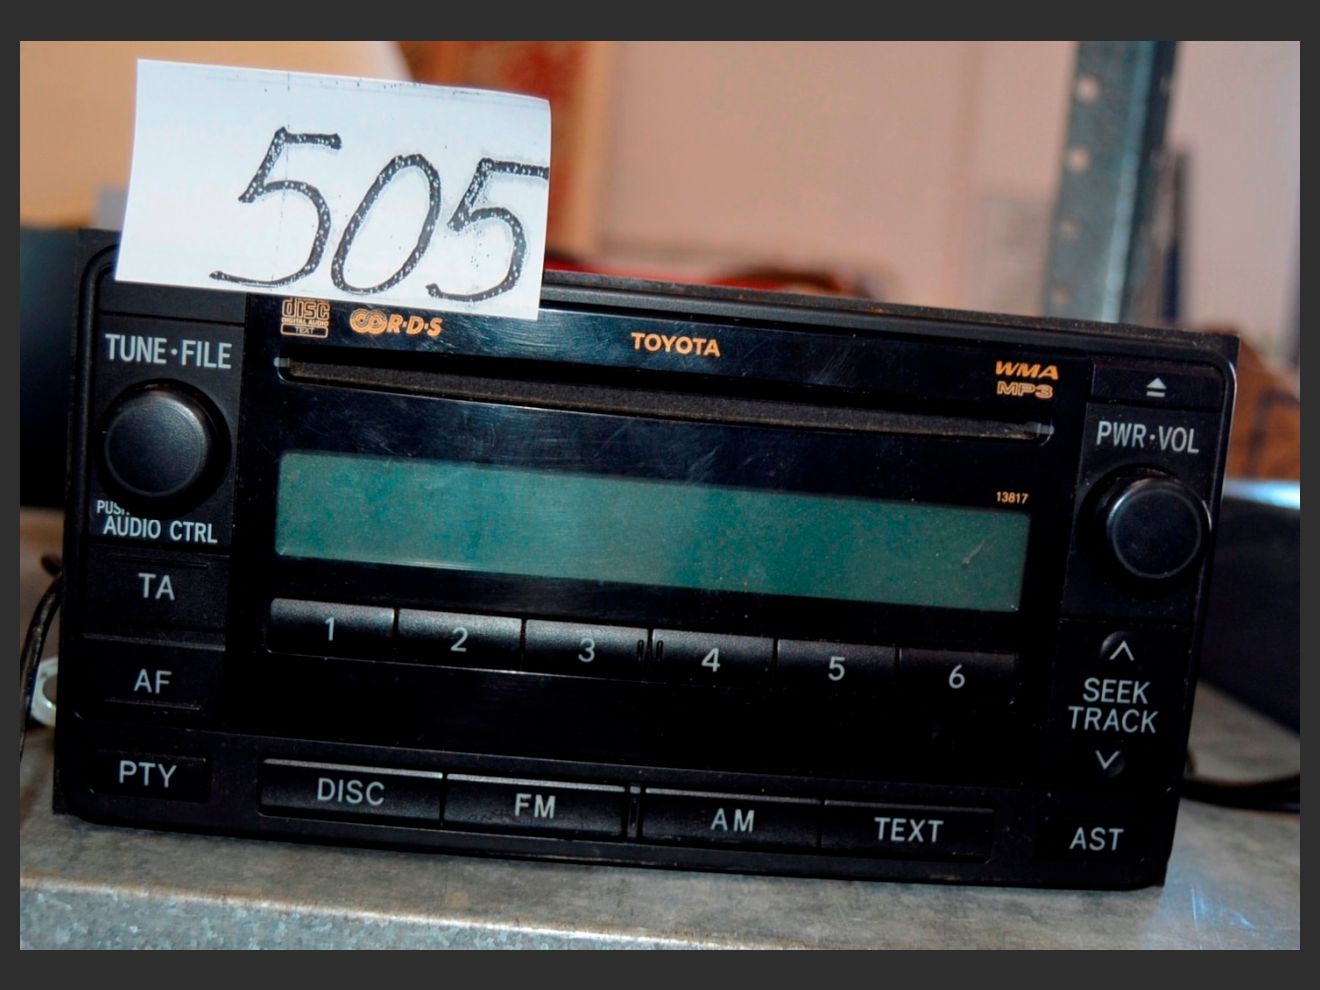 505
disc
DIGITAL AUDIO
TEXT
R·D·S
TOYOTA
WMA
MP3
TUNE·FILE
PWR·VOL
13817
PUSH
AUDIO CTRL
TA
1 2 3 4 5 6
AF
SEEK
TRACK
PTY
DISC FM AM TEXT
AST